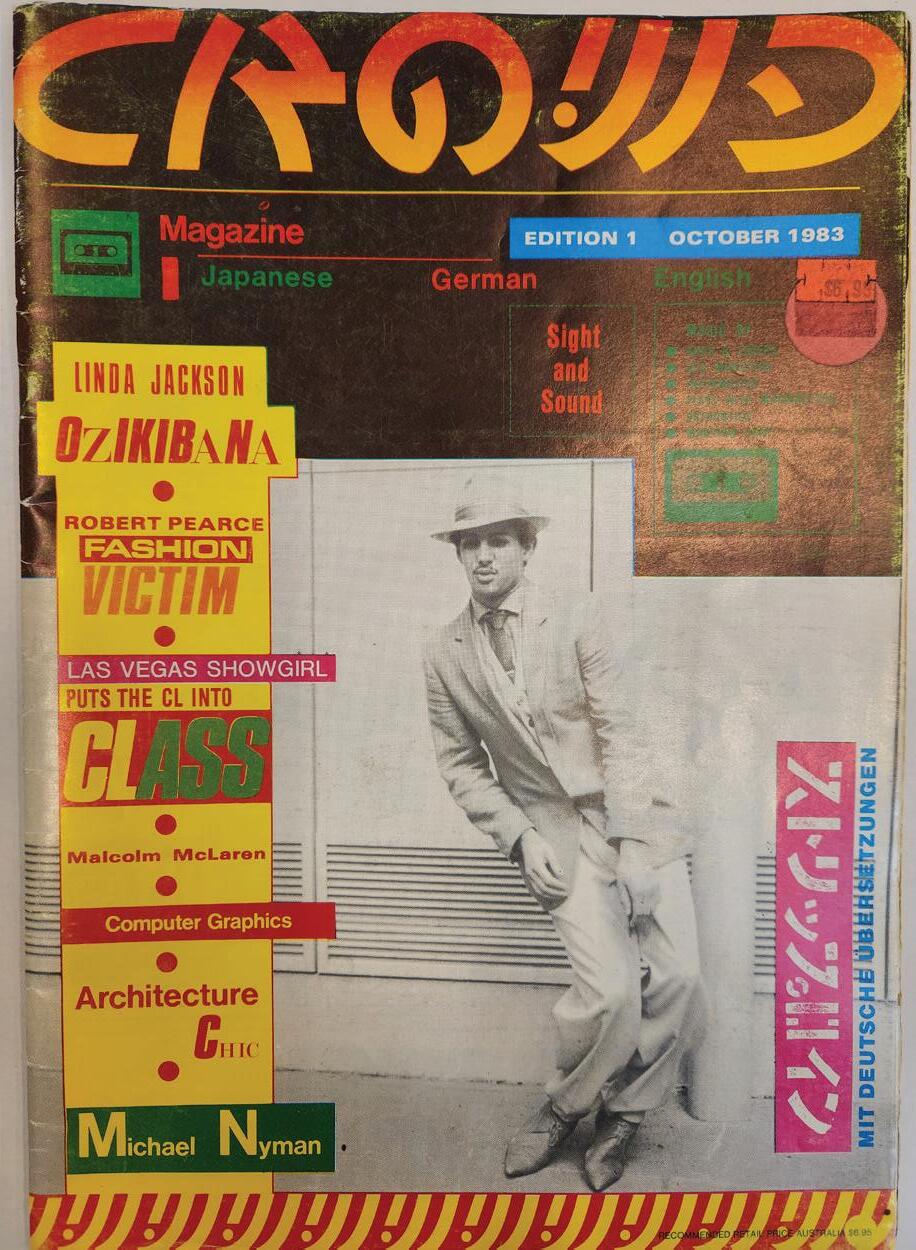 CROWD
Magazine
EDITION 1 OCTOBER 1983
Japanese German English
$6.95
Sight
and
Sound
LINDA JACKSON
OZIKIBANA
ROBERT PEARCE
FASHION
VICTIM
LAS VEGAS SHOWGIRL
PUTS THE CL INTO
CLASS
Malcolm McLaren
Computer Graphics
Architecture
CHIC
Michael Nyman
MIT DEUTSCHE ÜBERSETZUNGEN
RECOMMENDED RETAIL PRICE AUSTRALIA $6.95